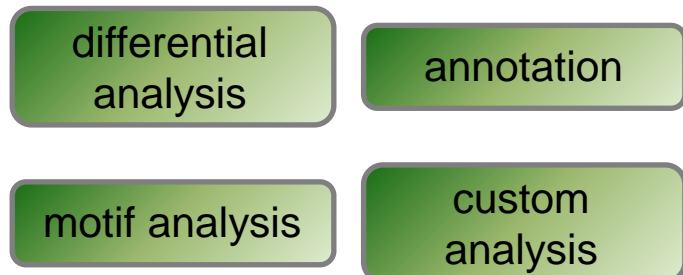 differential
analysis
annotation
motif analysis
custom
analysis